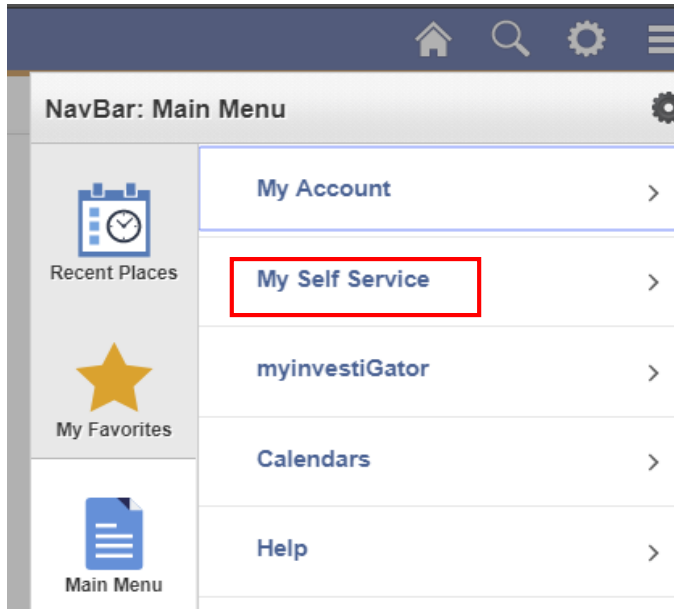 NavBar: Main Menu
Recent Places
My Favorites
Main Menu
My Account
My Self Service
myinvestiGator
Calendars
Help